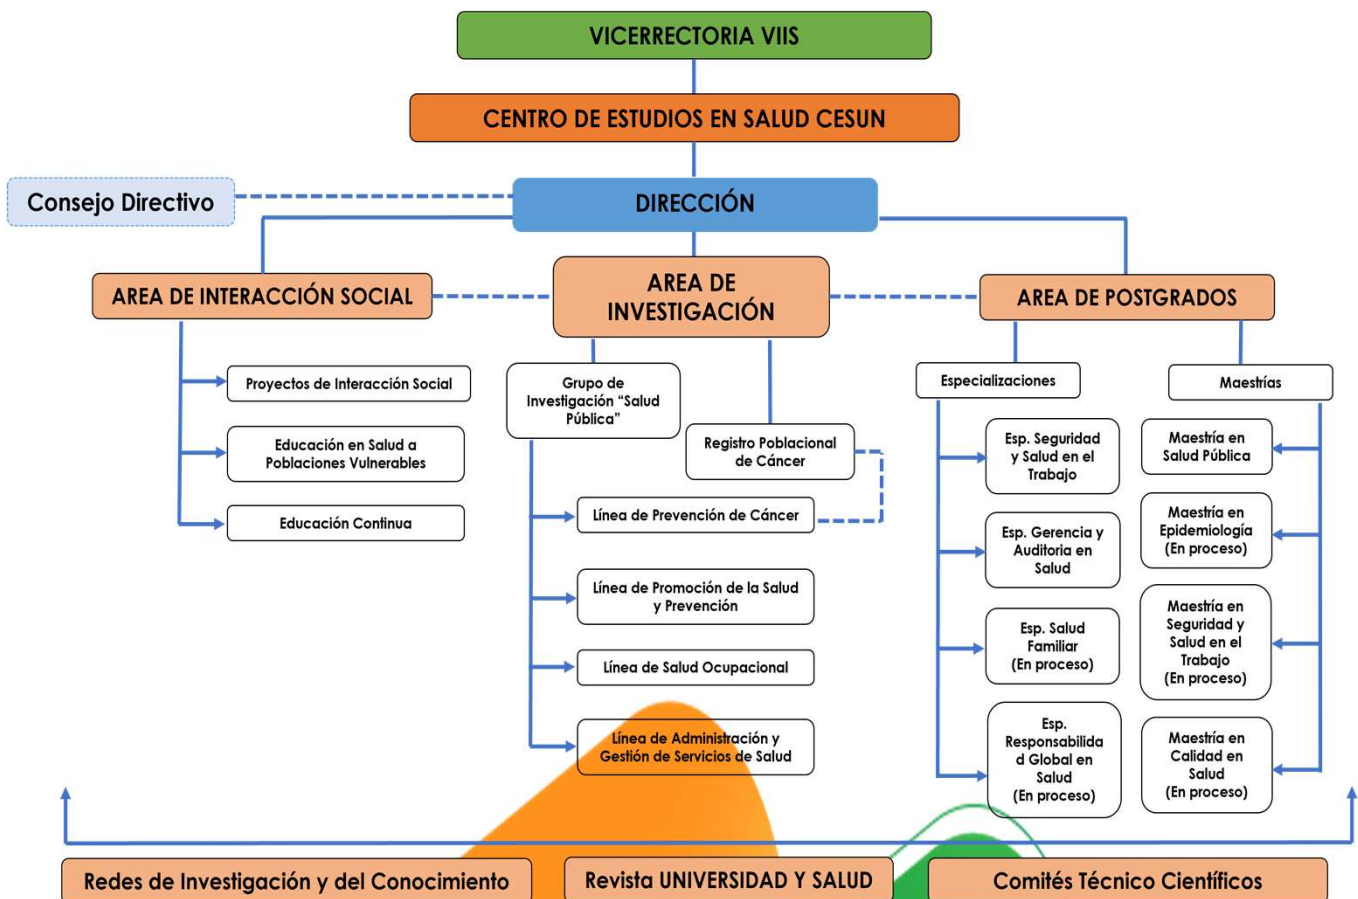 VICERRECTORIA VIIS
CENTRO DE ESTUDIOS EN SALUD CESUN
Consejo Directivo
DIRECCIÓN
AREA DE INTERACCIÓN SOCIAL
AREA DE
INVESTIGACIÓN
AREA DE POSTGRADOS
Proyectos de Interacción Social
Educación en Salud a
Poblaciones Vulnerables
Educación Continua
Grupo de
Investigación “Salud
Pública”
Registro Poblacional
de Cáncer
Línea de Prevención de Cáncer
Línea de Promoción de la Salud
y Prevención
Línea de Salud Ocupacional
Línea de Administración y
Gestión de Servicios de Salud
Especializaciones
Esp. Seguridad
y Salud en el
Trabajo
Esp. Gerencia y
Auditoria en
Salud
Esp. Salud
Familiar
(En proceso)
Esp.
Responsabilida
d Global en
Salud
(En proceso)
Maestrías
Maestría en
Salud Pública
Maestría en
Epidemiología
(En proceso)
Maestría en
Seguridad y
Salud en el
Trabajo
(En proceso)
Maestría en
Calidad en
Salud
(En proceso)
Redes de Investigación y del Conocimiento
Revista UNIVERSIDAD Y SALUD
Comités Técnico Científicos